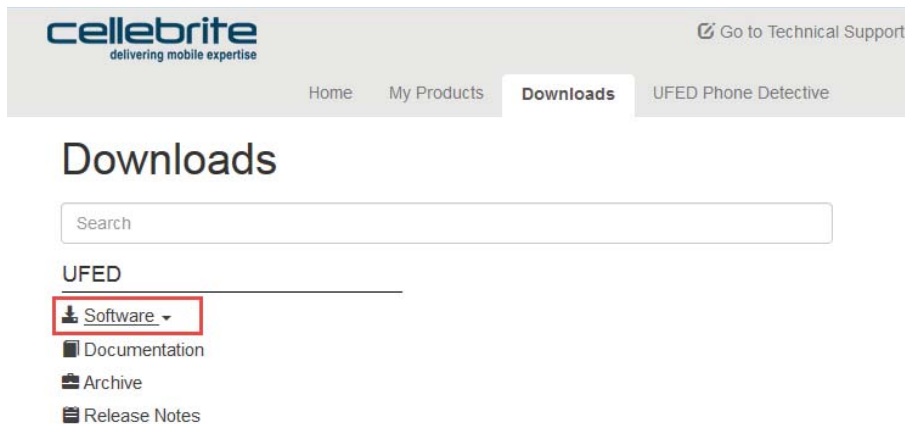 cellebrite
delivering mobile expertise
Go to Technical Support
Home My Products Downloads UFED Phone Detective
Downloads
Search
UFED
Software
Documentation
Archive
Release Notes